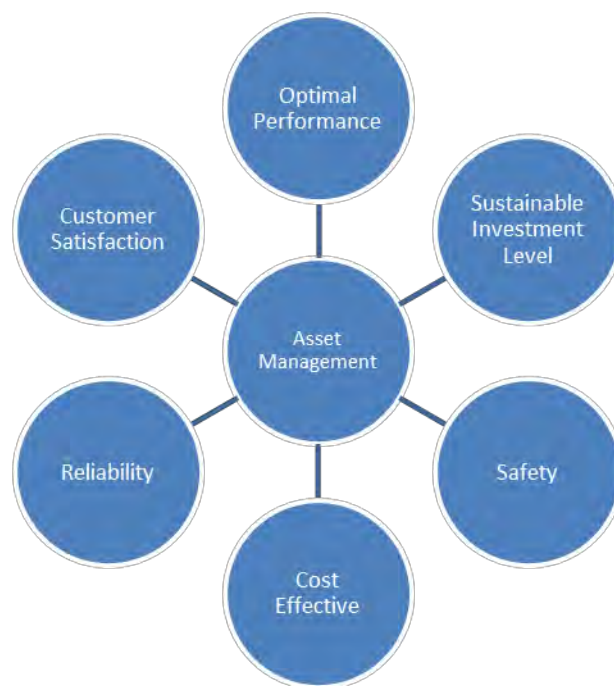 Optimal
Performance
Customer
Satisfaction
Sustainable
Investment
Level
Asset
Management
Reliability
Safety
Cost
Effective